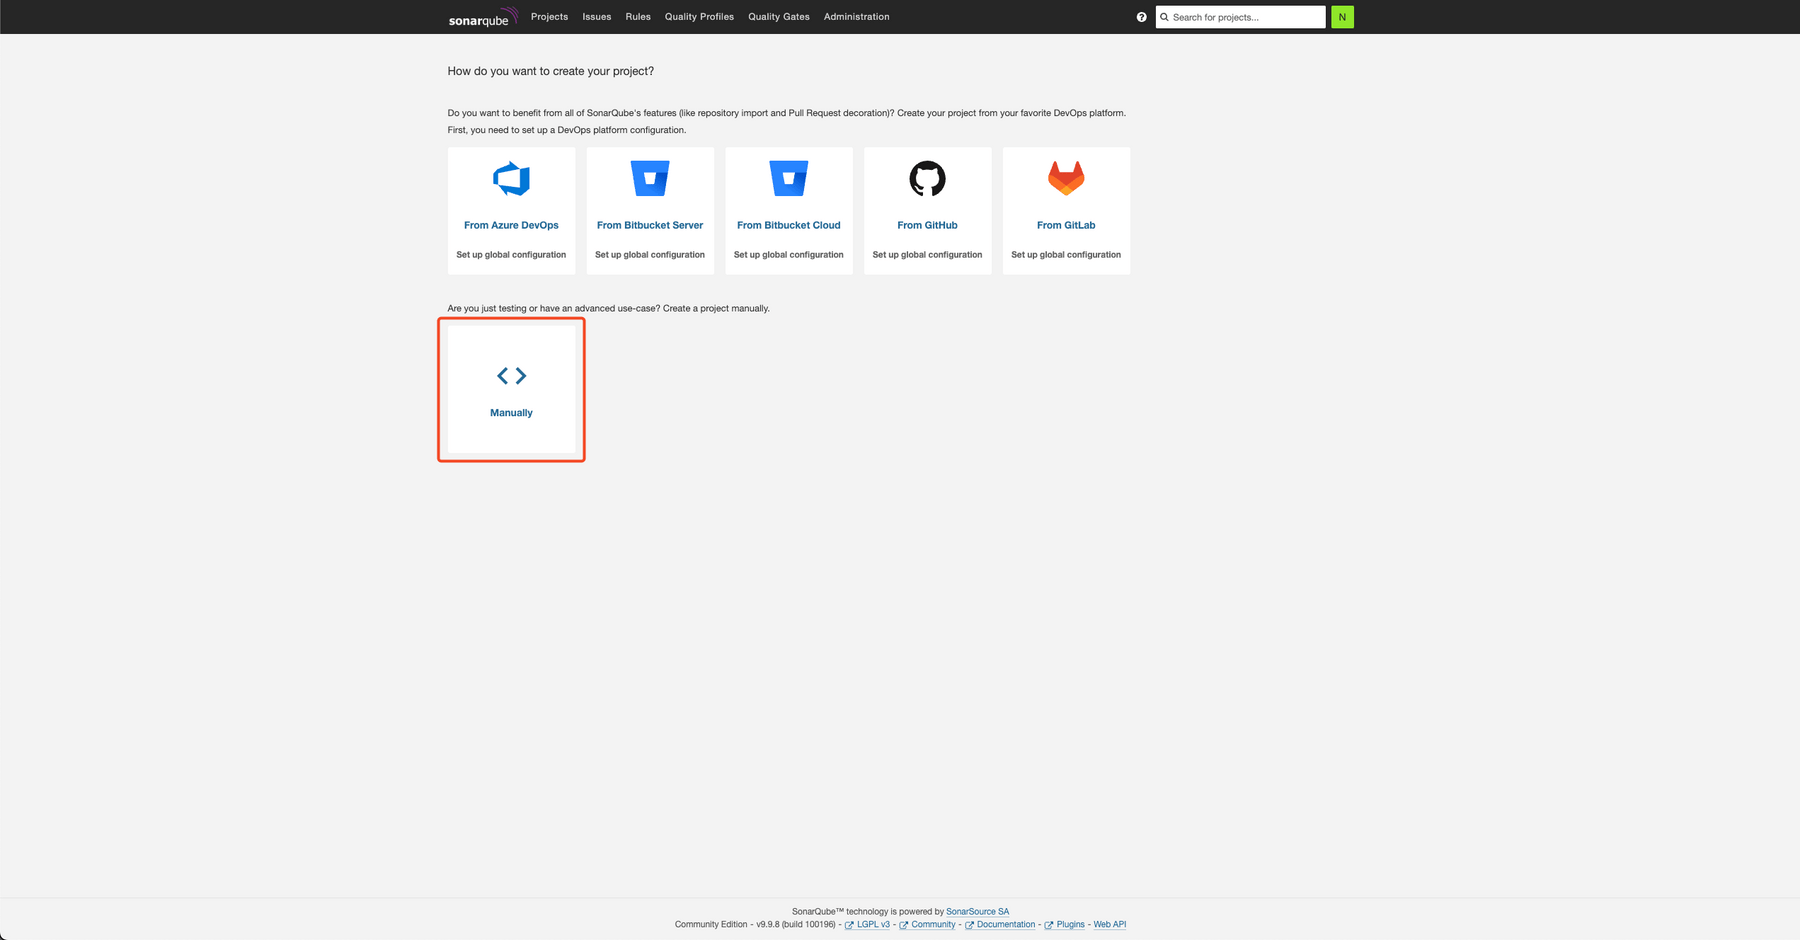 sonarqube Projects Issues Rules Quality Profiles Quality Gates Administration ? Search for projects... N
How do you want to create your project?
Do you want to benefit from all of SonarQube's features (like repository import and Pull Request decoration)? Create your project from your favorite DevOps platform.
First, you need to set up a DevOps platform configuration.
From Azure DevOps From Bitbucket Server From Bitbucket Cloud From GitHub From GitLab
Set up global configuration Set up global configuration Set up global configuration Set up global configuration Set up global configuration
Are you just testing or have an advanced use-case? Create a project manually.
Manually
SonarQube™ technology is powered by SonarSource SA
Community Edition - v9.9.8 (build 100196) - LGPL v3 - Community - Documentation - Plugins - Web API